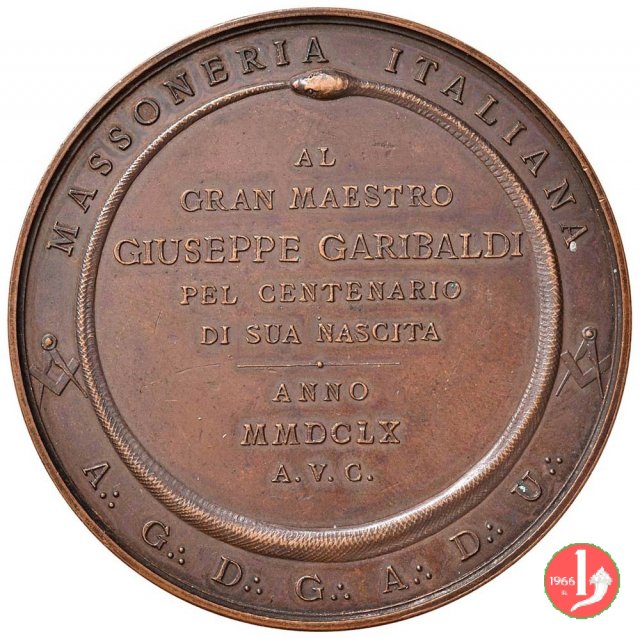 MASSONERIA ITALIANA
AL
GRAN MAESTRO
GIUSEPPE GARIBALDI
PEL CENTENARIO
DI SUA NASCITA
ANNO
MMDCLX
A.V.C.
A∴ G∴ D∴ G∴ A∴ D∴ U∴
1966